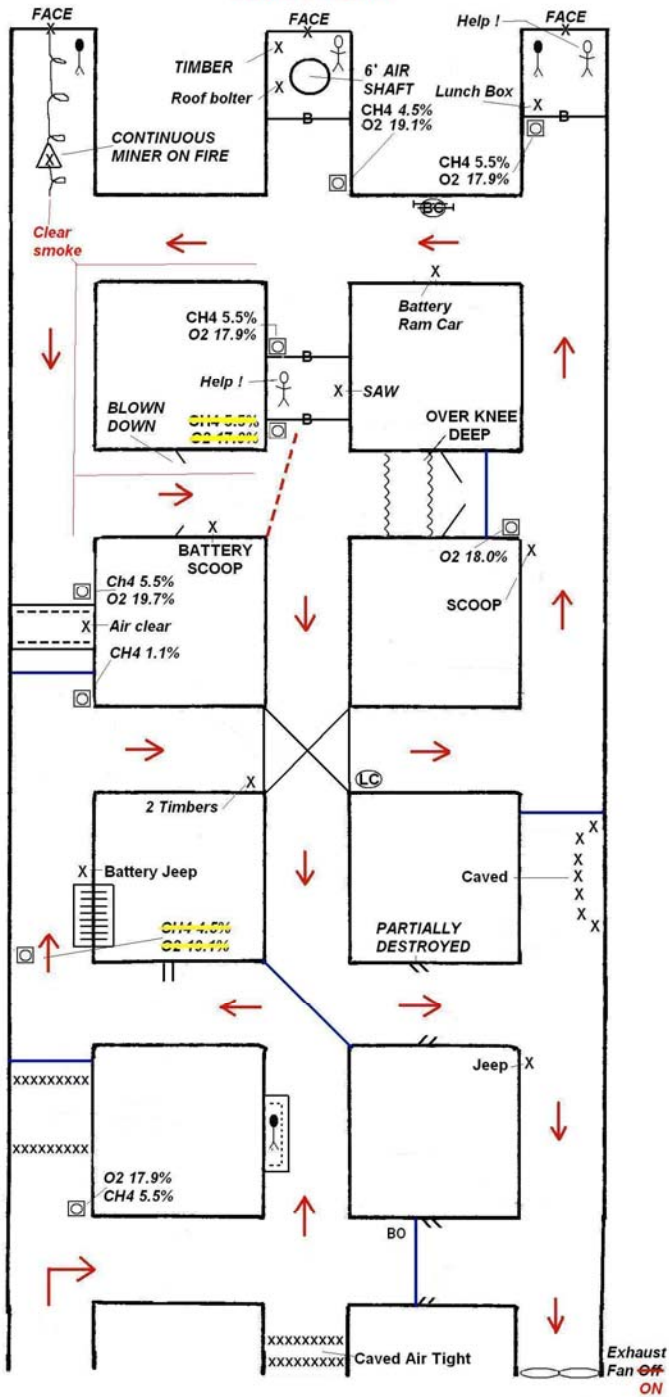 FACE
FACE
FACE
Help !
TIMBER
Roof bolter
6' AIR
SHAFT
CH4 4.5%
O2 19.1%
Lunch Box
X
X
X
X
X
B
B
CONTINUOUS
MINER ON FIRE
X
CH4 5.5%
O2 17.9%
BC
Clear
smoke
X
Battery
Ram Car
CH4 5.5%
O2 17.9%
B
Help !
X
SAW
BLOWN
DOWN
CH4 5.5%
O2 17.9%
B
OVER KNEE
DEEP
X
BATTERY
SCOOP
O2 18.0%
X
SCOOP
Ch4 5.5%
O2 19.7%
X
Air clear
CH4 1.1%
X
2 Timbers
LC
X
Battery Jeep
Caved
X
X
X
X
X
X
CH4 4.5%
O2 19.1%
PARTIALLY
DESTROYED
Jeep
X
XXXXXXXXX
XXXXXXXXX
O2 17.9%
CH4 5.5%
BO
XXXXXXXXX
XXXXXXXXX
Caved Air Tight
Exhaust
Fan Off
ON